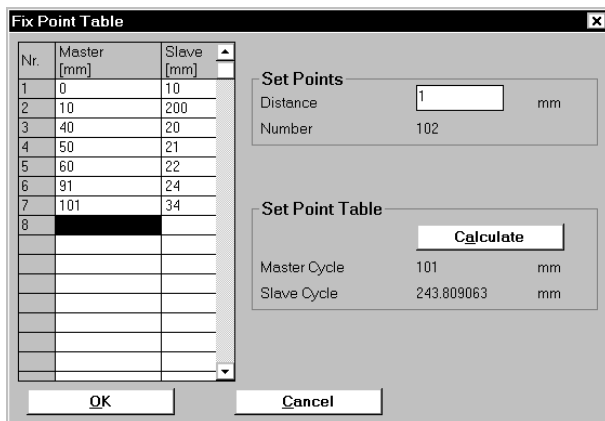 Fix Point Table
Nr. Master [mm] Slave [mm]
1 0 10
2 10 200
3 40 20
4 50 21
5 60 22
6 91 24
7 101 34
8
Set Points
Distance 1 mm
Number 102
Set Point Table
Calculate
Master Cycle 101 mm
Slave Cycle 243.809063 mm
OK Cancel